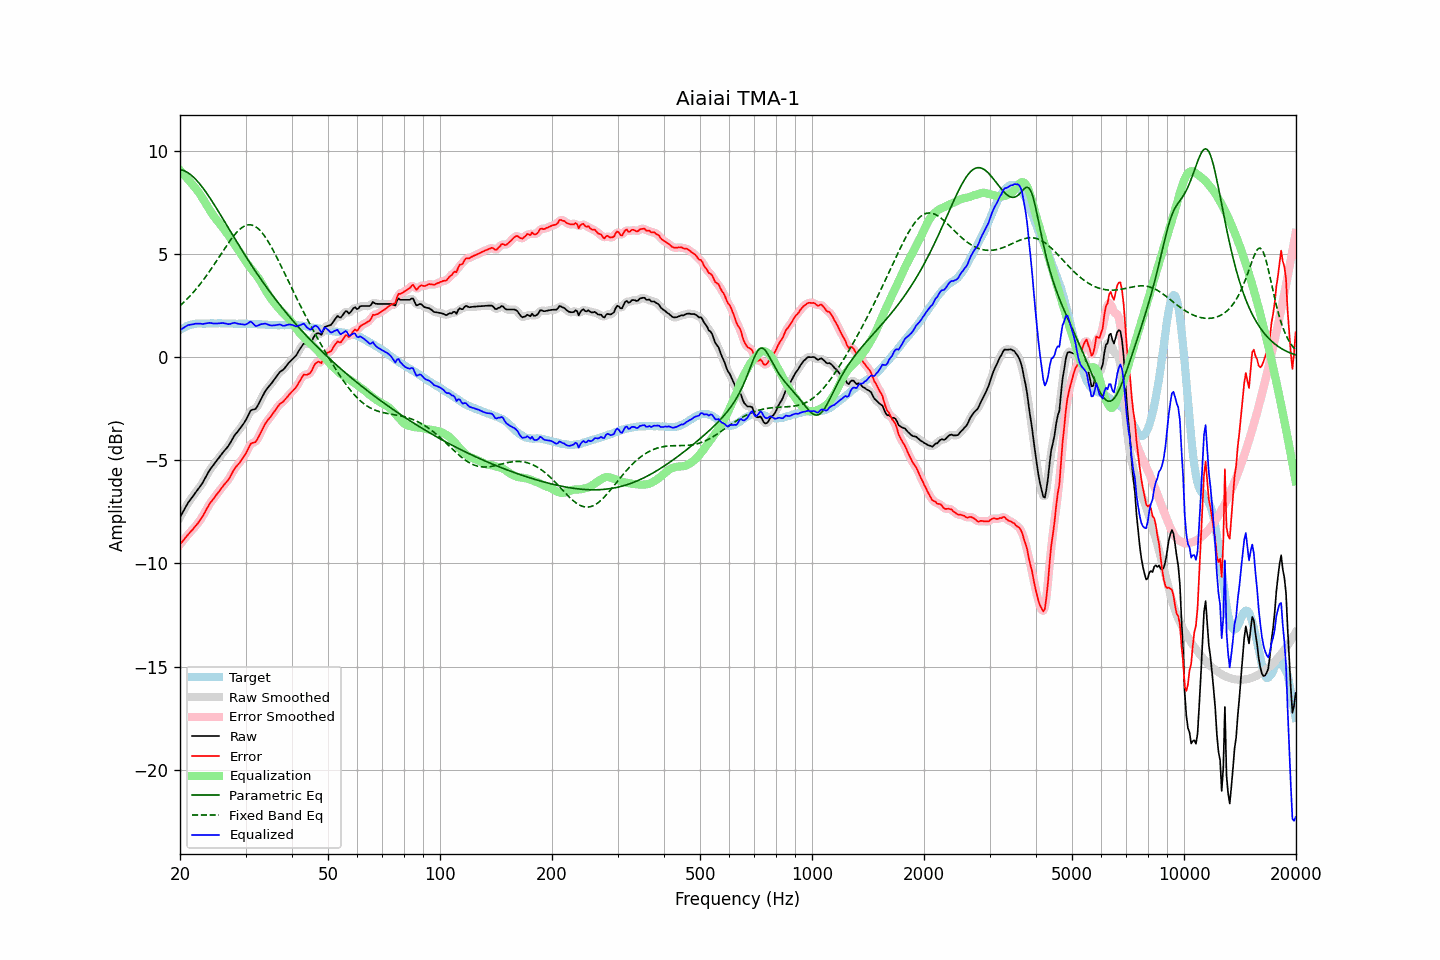 Aiaiai TMA-1
Amplitude (dBr)
10
5
0
−5
−10
−15
−20
Target
Raw Smoothed
Error Smoothed
Raw
Error
Equalization
Parametric Eq
Fixed Band Eq
Equalized
20 50 100 200 500 1000 2000 5000 10000 20000
Frequency (Hz)